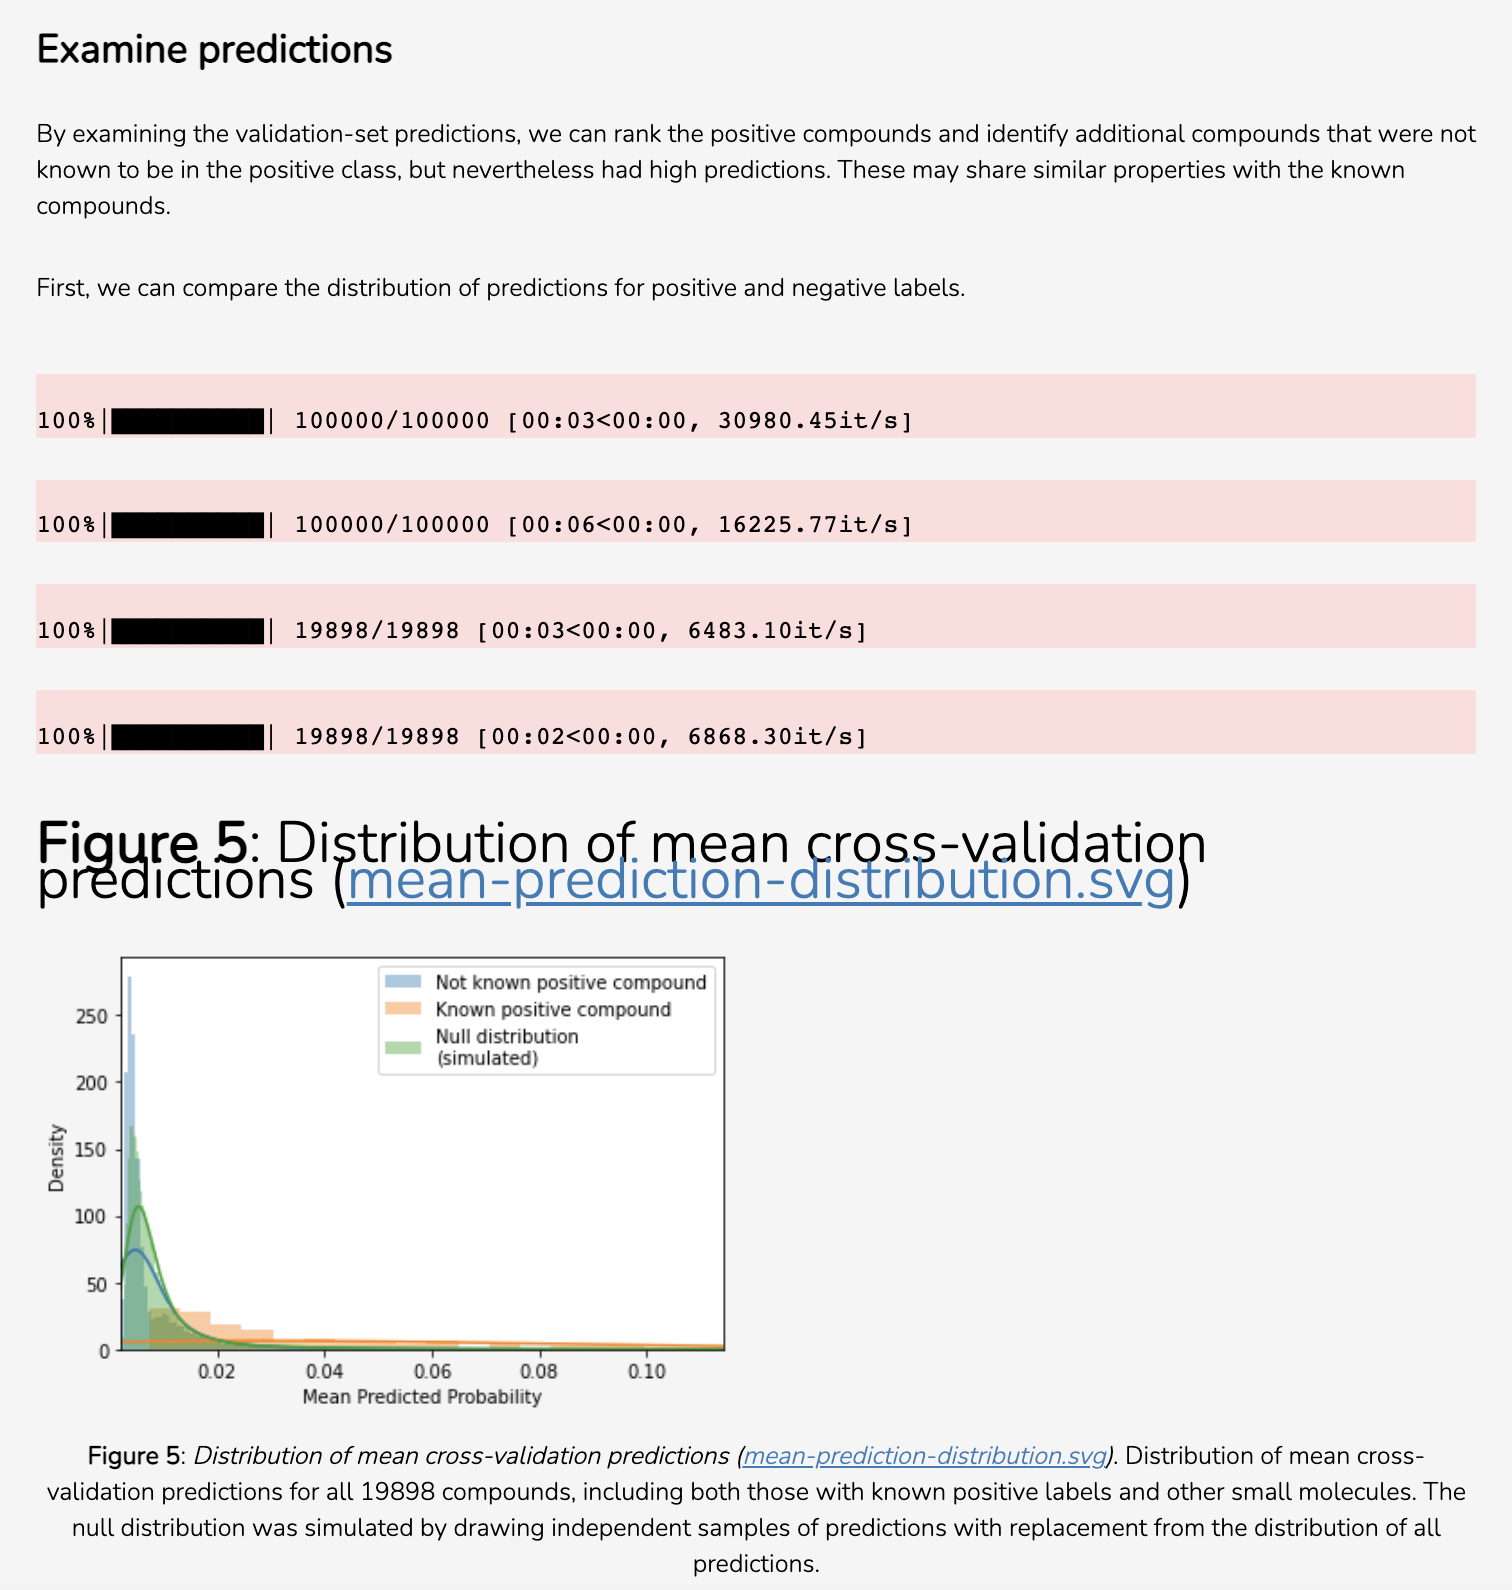 Examine predictions
By examining the validation-set predictions, we can rank the positive compounds and identify additional compounds that were not
known to be in the positive class, but nevertheless had high predictions. These may share similar properties with the known
compounds.
First, we can compare the distribution of predictions for positive and negative labels.
100%|██████████| 100000/100000 [00:03<00:00, 30980.45it/s]
100%|██████████| 100000/100000 [00:06<00:00, 16225.77it/s]
100%|██████████| 19898/19898 [00:03<00:00, 6483.10it/s]
100%|██████████| 19898/19898 [00:02<00:00, 6868.30it/s]
Figure 5: Distribution of mean cross-validation
predictions (mean-prediction-distribution.svg)
Not known positive compound
Known positive compound
Null distribution
(simulated)
250
200
150
100
50
0
Density
0.02 0.04 0.06 0.08 0.10
Mean Predicted Probability
Figure 5: Distribution of mean cross-validation predictions (mean-prediction-distribution.svg). Distribution of mean cross-
validation predictions for all 19898 compounds, including both those with known positive labels and other small molecules. The
null distribution was simulated by drawing independent samples of predictions with replacement from the distribution of all
predictions.